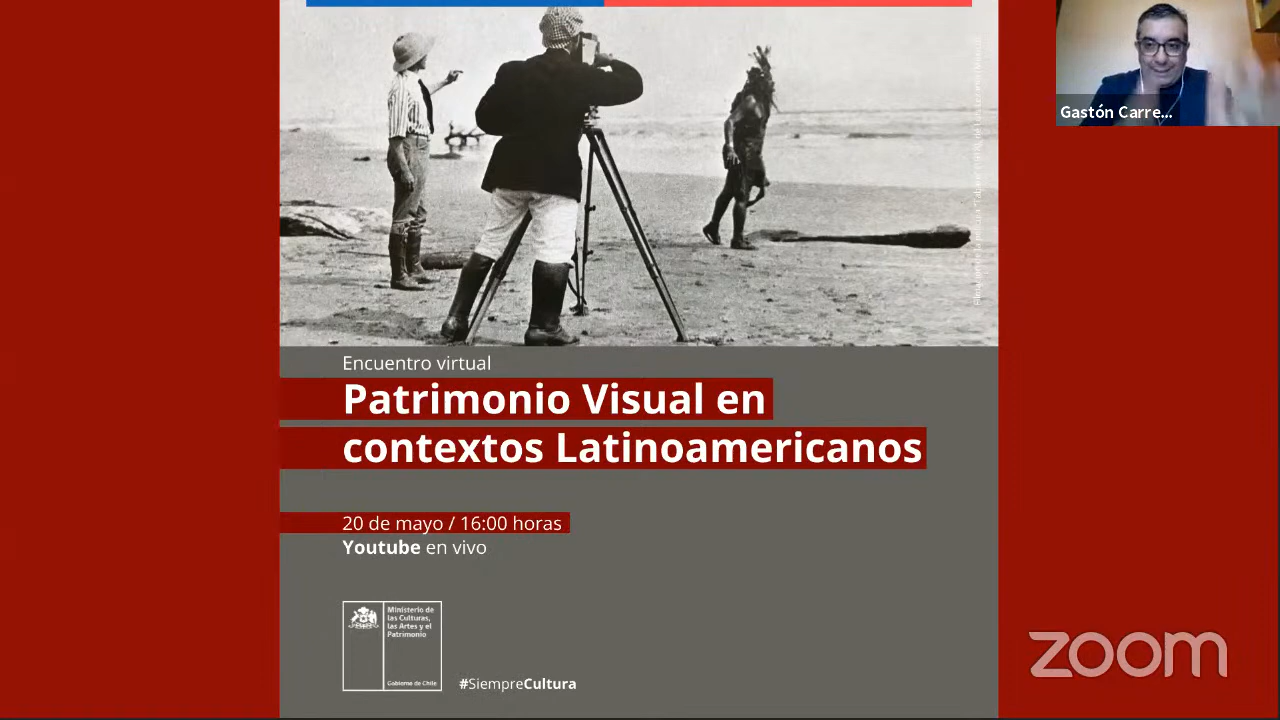 Gastón Carre...
Encuentro virtual
Patrimonio Visual en
contextos Latinoamericanos
20 de mayo / 16:00 horas
Youtube en vivo
Ministerio de
las Culturas,
las Artes y el
Patrimonio
Gobierno de Chile
#SiempreCultura
zoom